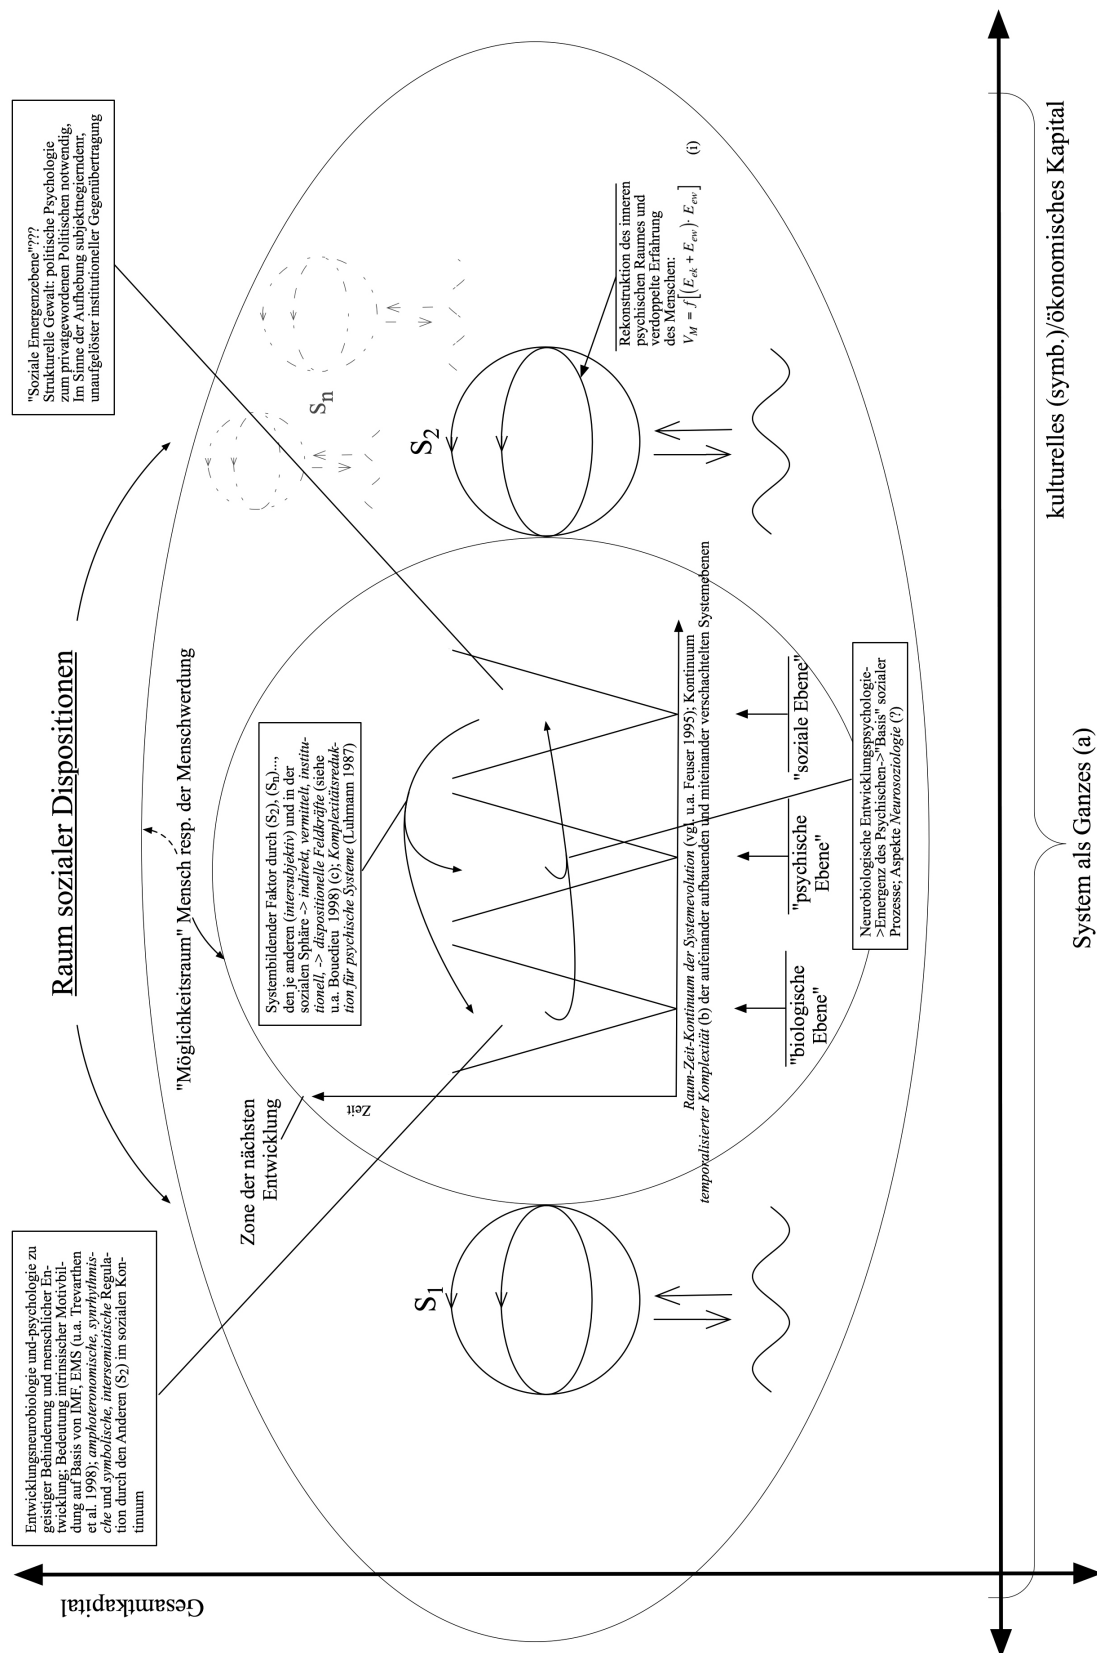 Raum sozialer Dispositionen
Entwicklungsneurobiologie und-psychologie zu
geistiger Behinderung und menschlicher En-
twicklung; Bedeutung intrinsischer Motivbil-
dung auf Basis von IMF, EMS (u.a. Trevarthen
et al. 1998); amphoteronomische, synrhythmis-
che und symbolische, intersemiotische Regula-
tion durch den Anderen (S2) im sozialen Kon-
tinuum
"Soziale Emergenzebene"???
Strukturelle Gewalt: politische Psychologie
zum privatgewordenen Politischen notwendig,
Im Sinne der Aufhebung subjektnegierndenr,
unaufgelöster institutioneller Gegenübertragung
Gesamtkapital
"Möglichkeitsraum" Mensch resp. der Menschwerdung
Zone der nächsten
Entwicklung
Systembildender Faktor durch (S2), (Sn)...,
den je anderen (intersubjektiv) und in der
sozialen Sphäre -> indirekt, vermittelt, institu-
tionell, -> dispositionelle Feldkräfte (siehe
u.a. Bouedieu 1998) (c); Komplexitätsreduk-
tion für psychische Systeme (Luhmann 1987)
Sn
Zeit
S1
S2
Rekonstruktion des inneren
psychischen Raumes und
verdoppelte Erfahrung
des Menschen:
V_M = f[(E_ek + E_ew)· E_ew] (i)
Raum-Zeit-Kontinuum der Systemevolution (vgl. u.a. Feuser 1995); Kontinuum
temporalisierter Komplexität (b) der aufeinander aufbauenden und miteinander verschachtelten Systemebenen
"biologische
Ebene"
"psychische
Ebene"
"soziale Ebene"
Neurobiologische Entwicklungspsychologie-
>Emergenz des Psychischen->"Basis" sozialer
Prozesse; Aspekte Neurosoziologie (?)
kulturelles (symb.)/ökonomisches Kapital
System als Ganzes (a)